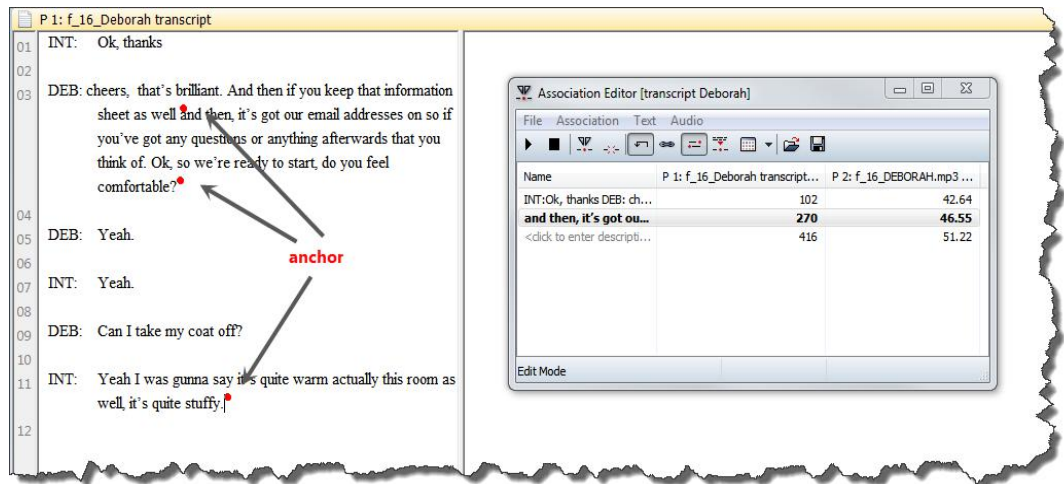 P 1: f_16_Deborah transcript
01 INT: Ok, thanks
02
03 DEB: cheers, that's brilliant. And then if you keep that information
sheet as well and then, it's got our email addresses on so if
you've got any questions or anything afterwards that you
think of. Ok, so we're ready to start, do you feel
comfortable?
04
05 DEB: Yeah.
06
anchor
07 INT: Yeah.
08
09 DEB: Can I take my coat off?
10
11 INT: Yeah I was gunna say it's quite warm actually this room as
well, it's quite stuffy.
12
Association Editor [transcript Deborah]
File Association Text Audio
Name P 1: f_16_Deborah transcript... P 2: f_16_DEBORAH.mp3 ...
INT:Ok, thanks DEB: ch... 102 42.64
and then, it's got ou... 270 46.55
<click to enter descripti... 416 51.22
Edit Mode